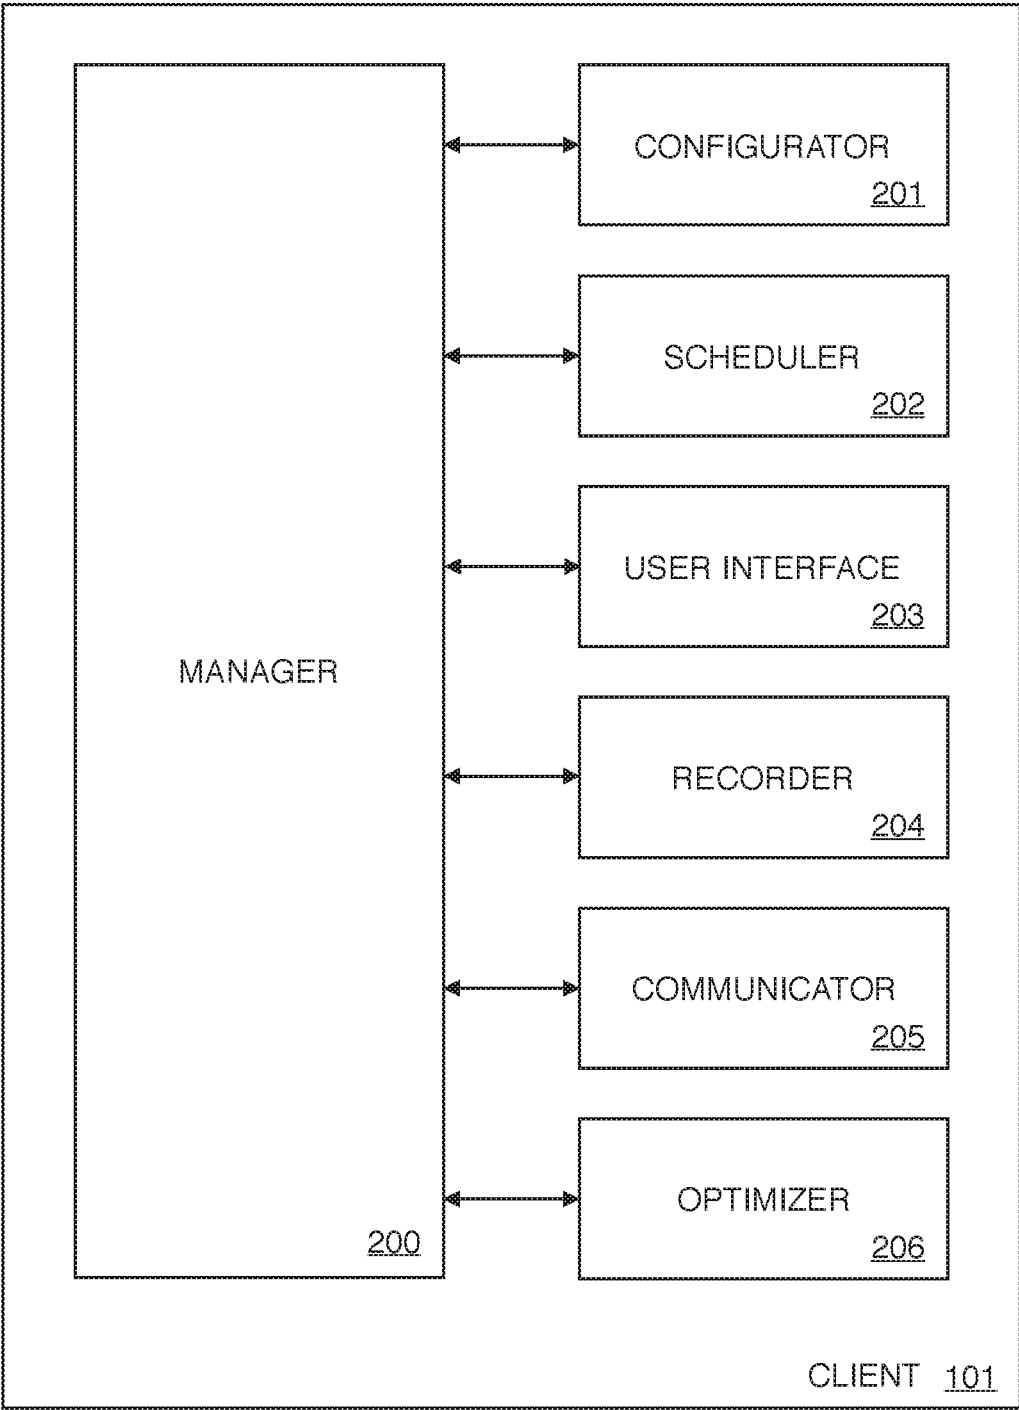 CONFIGURATOR
201
SCHEDULER
202
USER INTERFACE
203
MANAGER
RECORDER
204
COMMUNICATOR
205
OPTIMIZER
200
206
CLIENT 101